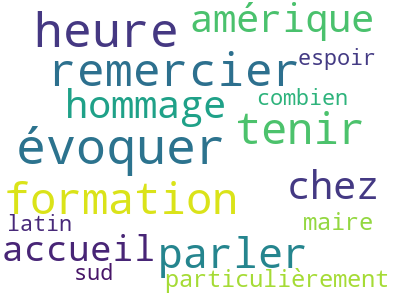 heure amérique
remercier espoir
hommage combien
évoquer tenir
formation chez
latin maire
accueil parler
sud particulièrement